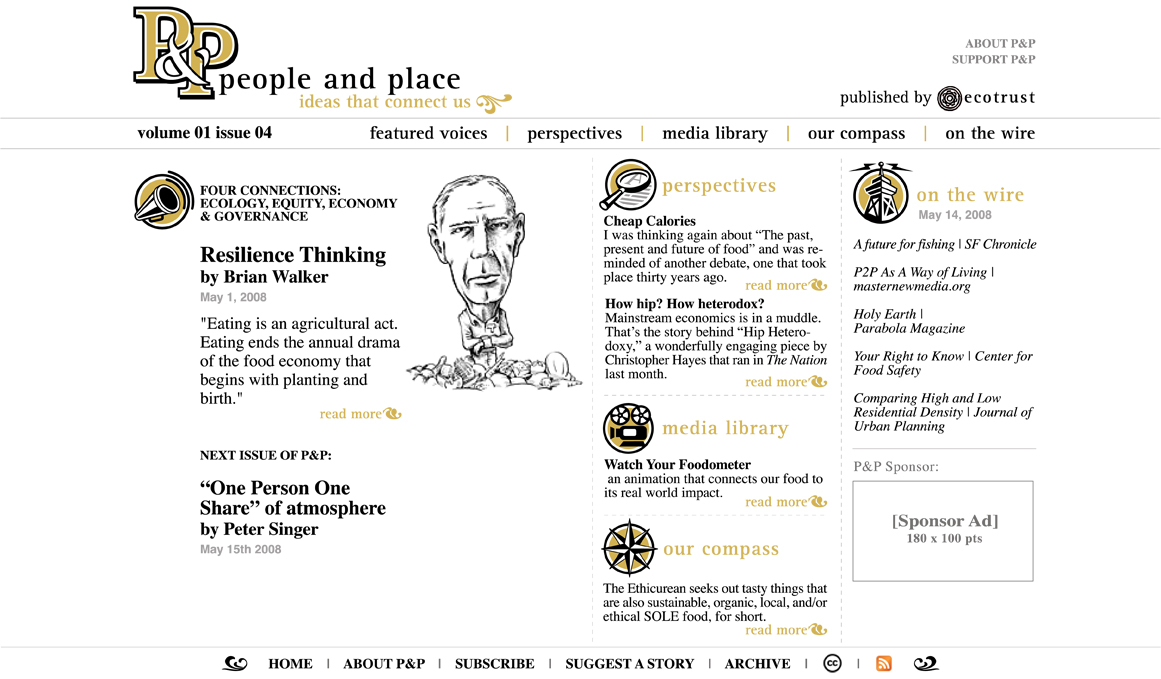 P&P
people and place
ideas that connect us
ABOUT P&P
SUPPORT P&P
published by ecotrust
volume 01 issue 04
featured voices | perspectives | media library | our compass | on the wire
FOUR CONNECTIONS:
ECOLOGY, EQUITY, ECONOMY
& GOVERNANCE
Resilience Thinking
by Brian Walker
May 1, 2008
"Eating is an agricultural act.
Eating ends the annual drama
of the food economy that
begins with planting and
birth."
read more
NEXT ISSUE OF P&P:
“One Person One
Share” of atmosphere
by Peter Singer
May 15th 2008
perspectives
Cheap Calories
I was thinking again about “The past,
present and future of food” and was re-
minded of another debate, one that took
place thirty years ago.
read more
How hip? How heterodox?
Mainstream economics is in a muddle.
That’s the story behind “Hip Hetero-
doxy,” a wonderfully engaging piece by
Christopher Hayes that ran in The Nation
last month.
read more
media library
Watch Your Foodometer
an animation that connects our food to
its real world impact.
read more
our compass
The Ethicurean seeks out tasty things that
are also sustainable, organic, local, and/or
ethical SOLE food, for short.
read more
on the wire
May 14, 2008
A future for fishing | SF Chronicle
P2P As A Way of Living |
masternewmedia.org
Holy Earth |
Parabola Magazine
Your Right to Know | Center for
Food Safety
Comparing High and Low
Residential Density | Journal of
Urban Planning
P&P Sponsor:
[Sponsor Ad]
180 x 100 pts
HOME | ABOUT P&P | SUBSCRIBE | SUGGEST A STORY | ARCHIVE | cc |